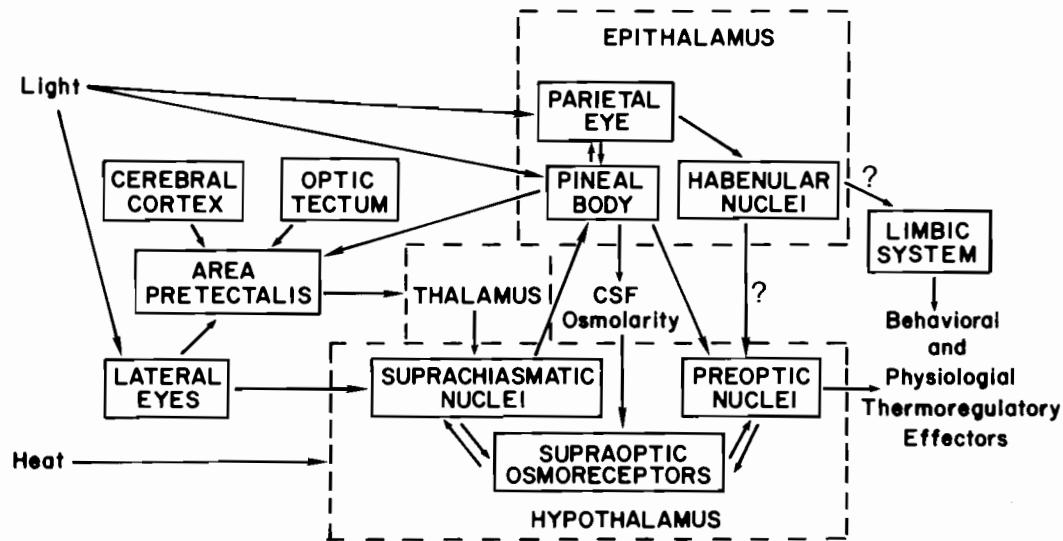 EPITHALAMUS
Light
PARIETAL
EYE
CEREBRAL
CORTEX
OPTIC
TECTUM
PINEAL
BODY
HABENULAR
NUCLEI
?
LIMBIC
SYSTEM
AREA
PRETECTALIS
THALAMUS
CSF
Osmolarity
?
Behavioral
and
Physiologial
Thermoregulatory
Effectors
LATERAL
EYES
SUPRACHIASMATIC
NUCLEI
PREOPTIC
NUCLEI
Heat
SUPRAOPTIC
OSMORECEPTORS
HYPOTHALAMUS